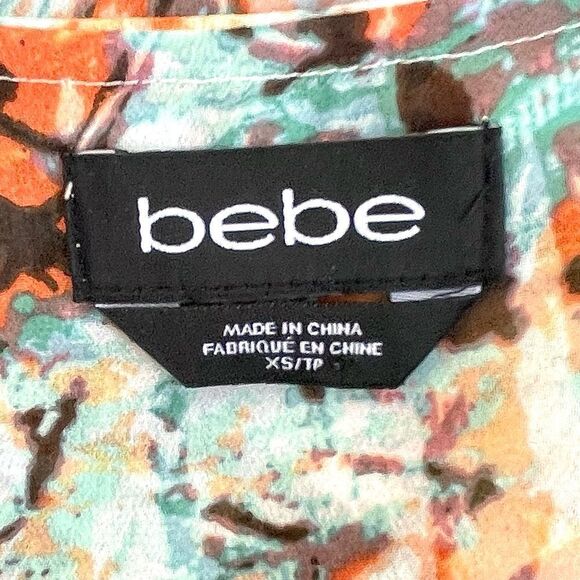 bebe
MADE IN CHINA
FABRIQUÉ EN CHINE
XS/TP